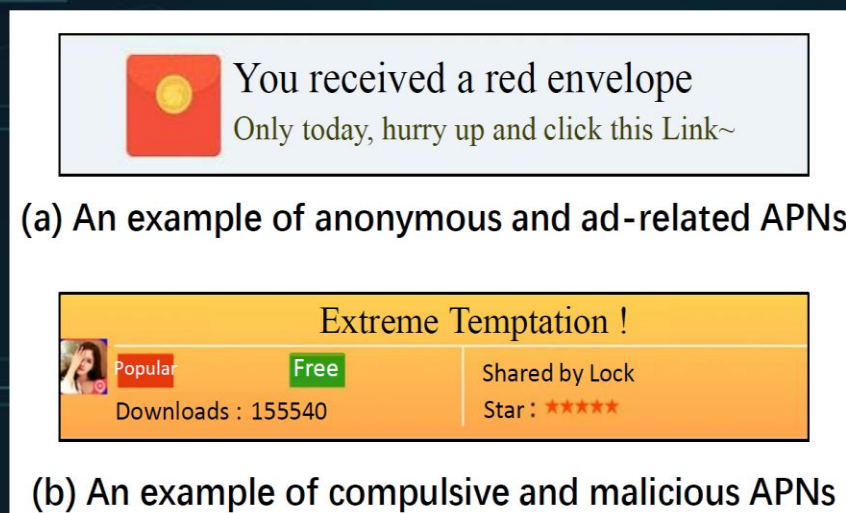 You received a red envelope
Only today, hurry up and click this Link~
(a) An example of anonymous and ad-related APNs
Extreme Temptation !
Popular
Free
Shared by Lock
Downloads : 155540
Star : ★★★★★
(b) An example of compulsive and malicious APNs